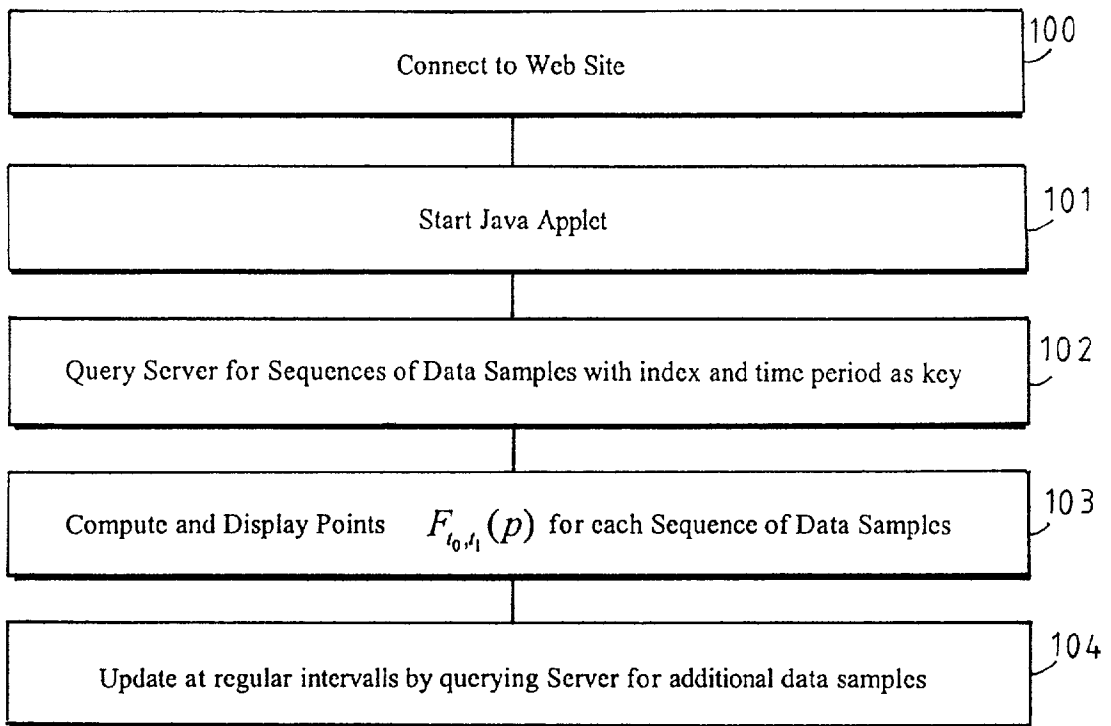 100
Connect to Web Site
101
Start Java Applet
102
Query Server for Sequences of Data Samples with index and time period as key
103
Compute and Display Points F_{t_0,t_1}(p) for each Sequence of Data Samples
104
Update at regular intervalls by querying Server for additional data samples